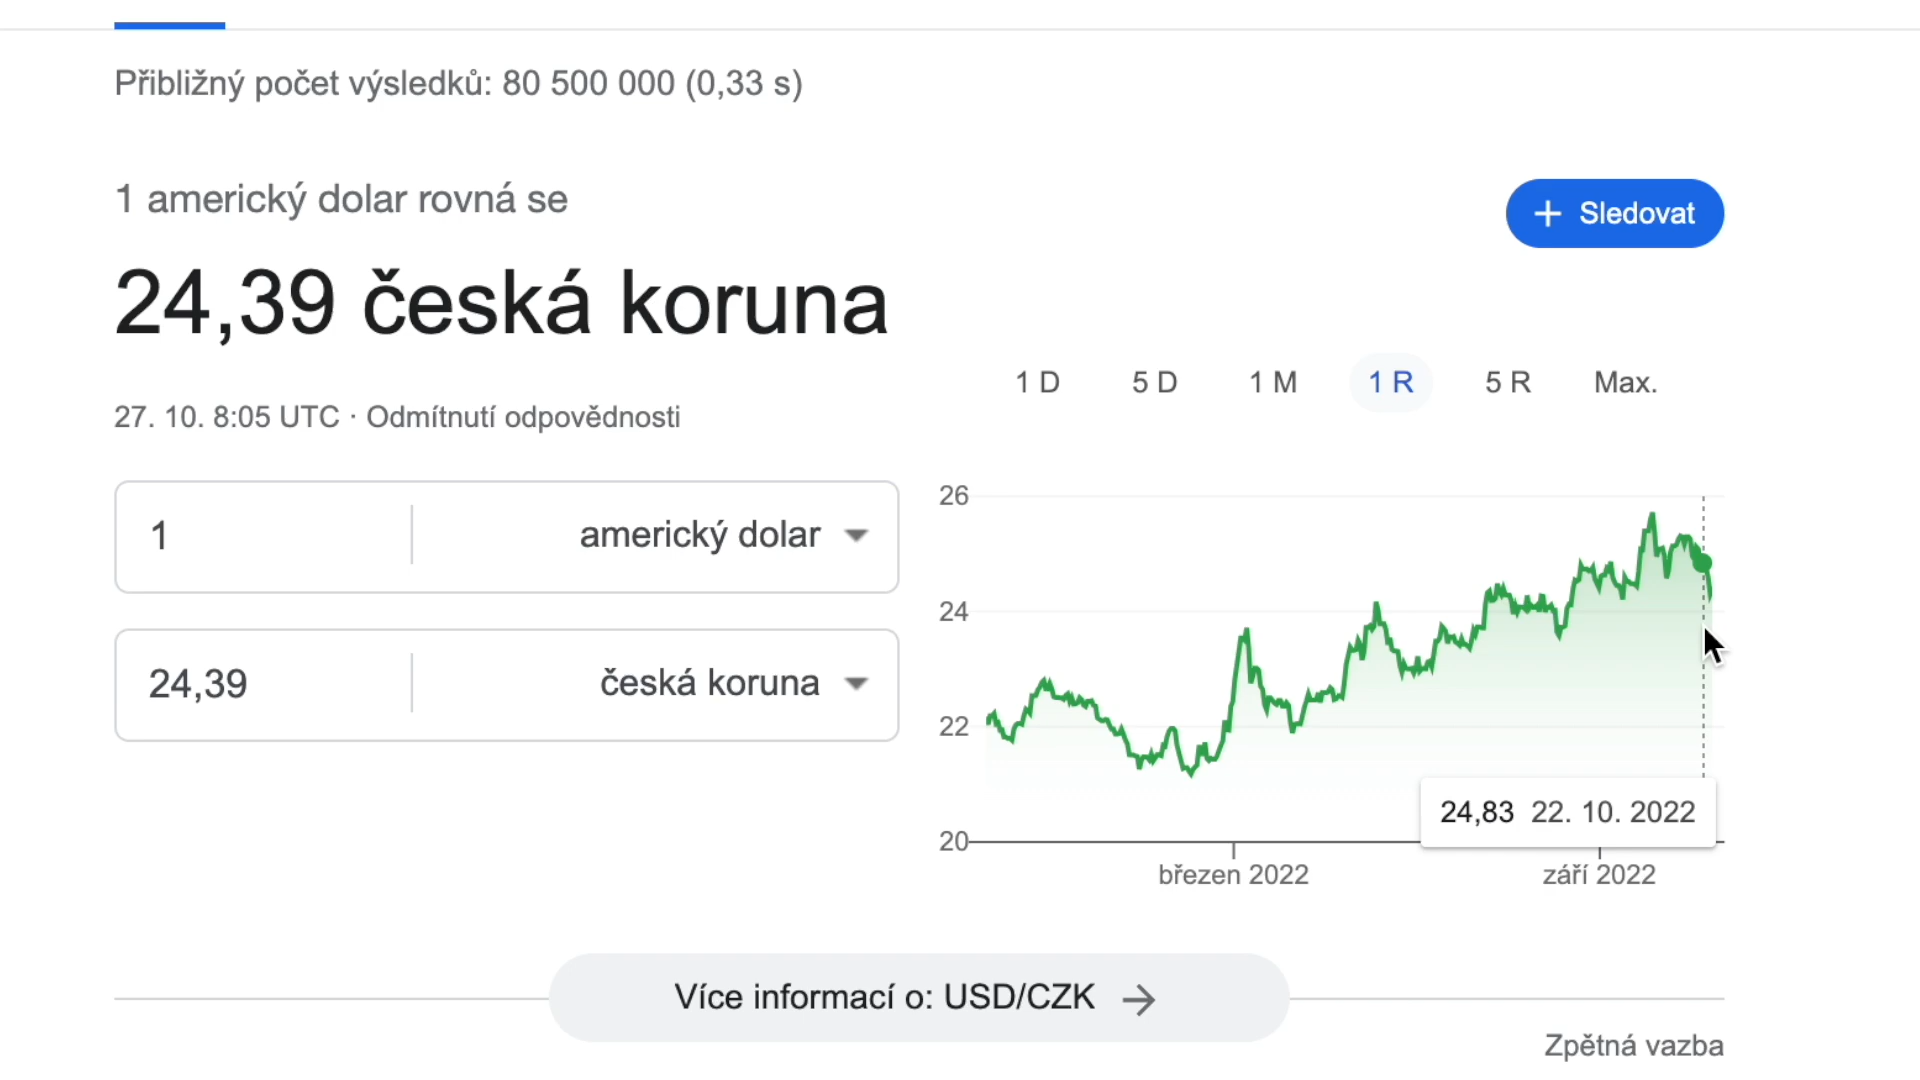 Přibližný počet výsledků: 80 500 000 (0,33 s)
1 americký dolar rovná se
+ Sledovat
24,39 česká koruna
27. 10. 8:05 UTC · Odmítnutí odpovědnosti
1 D 5 D 1 M 1 R 5 R Max.
1 americký dolar
24,39 česká koruna
26
24
22
20
24,83 22. 10. 2022
březen 2022 září 2022
Více informací o: USD/CZK →
Zpětná vazba